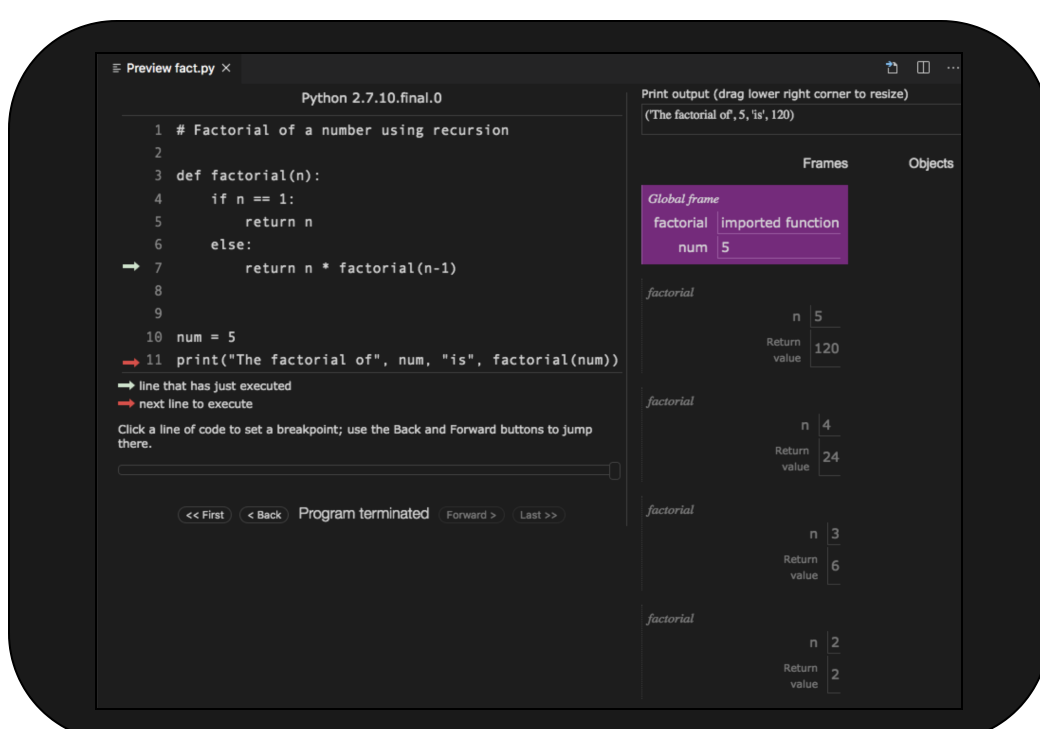 Preview fact.py ×
Python 2.7.10.final.0
1 # Factorial of a number using recursion
2
3 def factorial(n):
4     if n == 1:
5         return n
6     else:
7         return n * factorial(n-1)
8
9
10 num = 5
11 print("The factorial of", num, "is", factorial(num))
line that has just executed
next line to execute
Click a line of code to set a breakpoint; use the Back and Forward buttons to jump
there.
<< First < Back Program terminated Forward > Last >>
Print output (drag lower right corner to resize)
('The factorial of', 5, 'is', 120)
Frames Objects
Global frame
factorial imported function
num 5
factorial
n 5
Return
value 120
factorial
n 4
Return
value 24
factorial
n 3
Return
value 6
factorial
n 2
Return
value 2